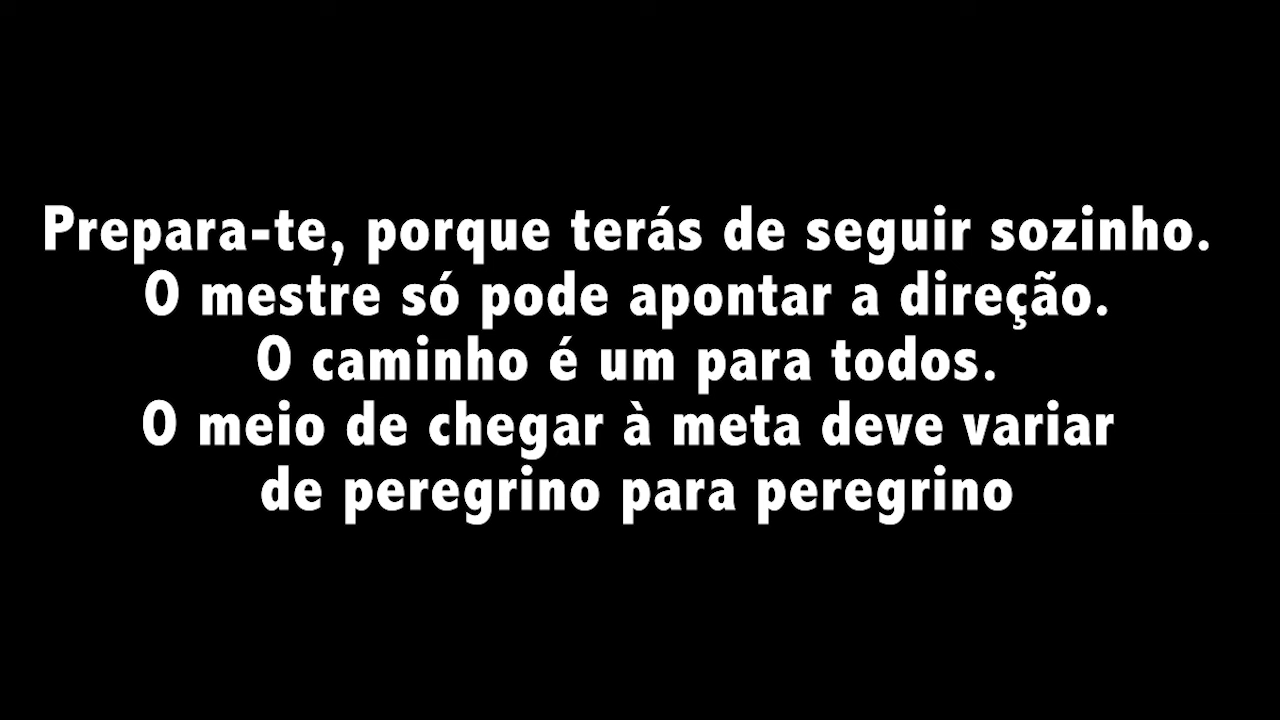 Prepara-te, porque terás de seguir sozinho.
O mestre só pode apontar a direção.
O caminho é um para todos.
O meio de chegar à meta deve variar
de peregrino para peregrino